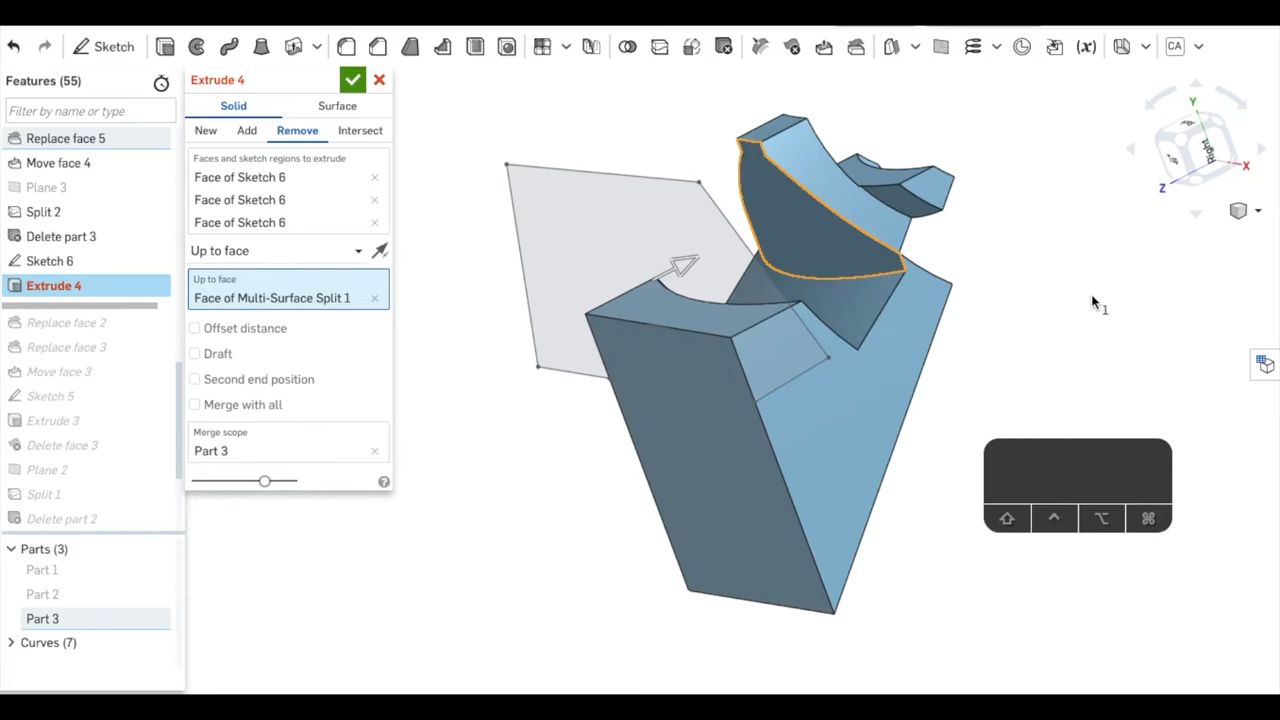 Sketch
(x)
CA
Features (55)
Filter by name or type
Replace face 5
Move face 4
Plane 3
Split 2
Delete part 3
Sketch 6
Extrude 4
Replace face 2
Replace face 3
Move face 3
Sketch 5
Extrude 3
Delete face 3
Plane 2
Split 1
Delete part 2
Parts (3)
Part 1
Part 2
Part 3
Curves (7)
Extrude 4
Solid Surface
New Add Remove Intersect
Faces and sketch regions to extrude
Face of Sketch 6
Face of Sketch 6
Face of Sketch 6
Up to face
Up to face
Face of Multi-Surface Split 1
Offset distance
Draft
Second end position
Merge with all
Merge scope
Part 3
Y
Right
X
Z
1